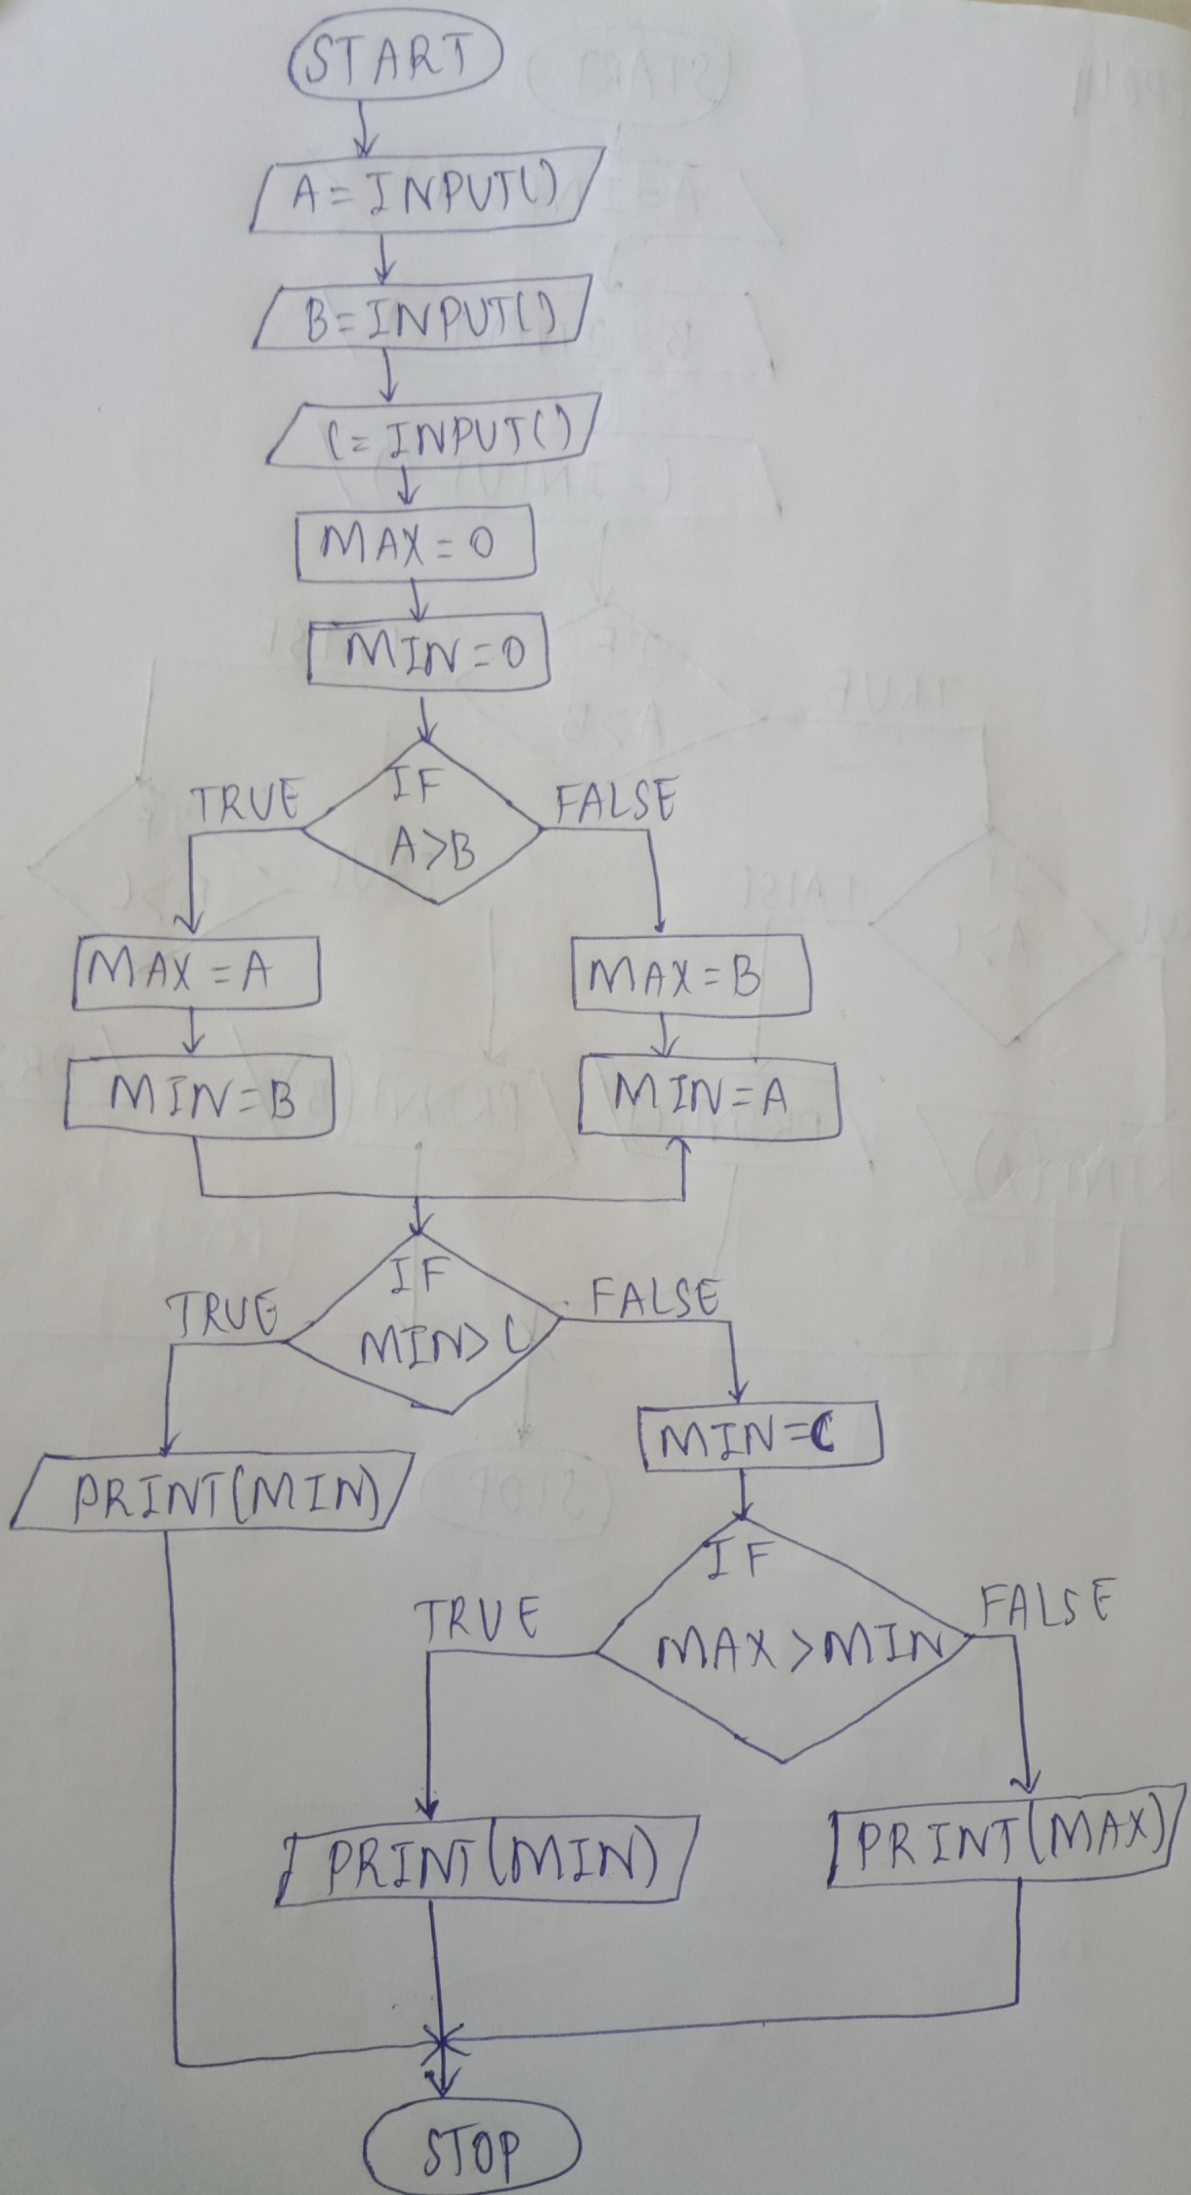 START
A=INPUT()
B=INPUT()
C=INPUT()
MAX=0
MIN=0
IF
A>B
TRUE
FALSE
MAX=A
MAX=B
MIN=B
MIN=A
IF
MIN>C
TRUE
FALSE
MIN=C
PRINT(MIN)
IF
MAX>MIN
TRUE
FALSE
PRINT(MIN)
PRINT(MAX)
STOP